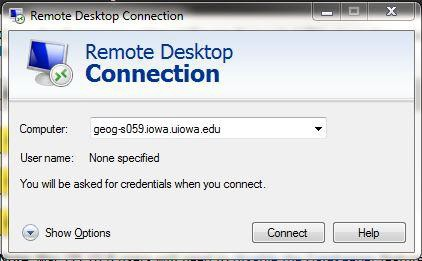 Remote Desktop Connection
Remote Desktop
Connection
Computer: geog-s059.iowa.uiowa.edu
User name: None specified
You will be asked for credentials when you connect.
Show Options Connect Help